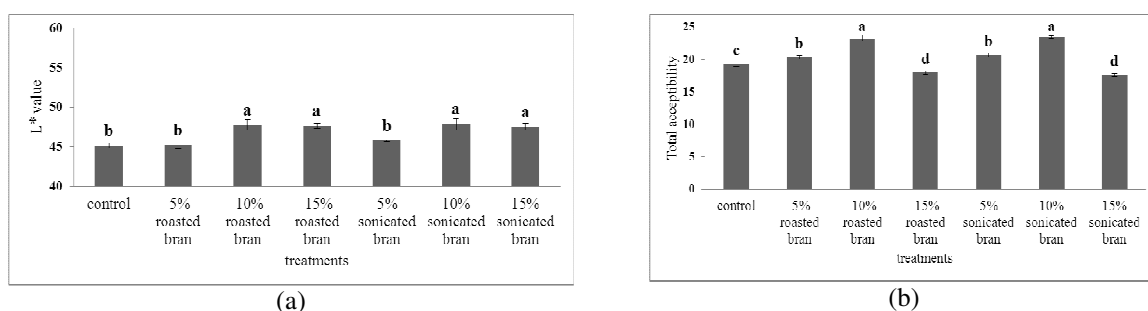 60
55
50
45
40
L* value
b
b
a
a
b
a
a
control
5% roasted bran
10% roasted bran
15% roasted bran
5% sonicated bran
10% sonicated bran
15% sonicated bran
treatments
(a)
25
20
15
10
5
0
Total acceptibility
c
b
a
d
b
a
d
control
5% roasted bran
10% roasted bran
15% roasted bran
5% sonicated bran
10% sonicated bran
15% sonicated bran
treatments
(b)